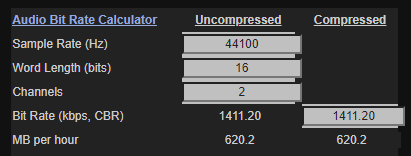 Audio Bit Rate Calculator Uncompressed Compressed
Sample Rate (Hz) 44100
Word Length (bits) 16
Channels 2
Bit Rate (kbps, CBR) 1411.20 1411.20
MB per hour 620.2 620.2